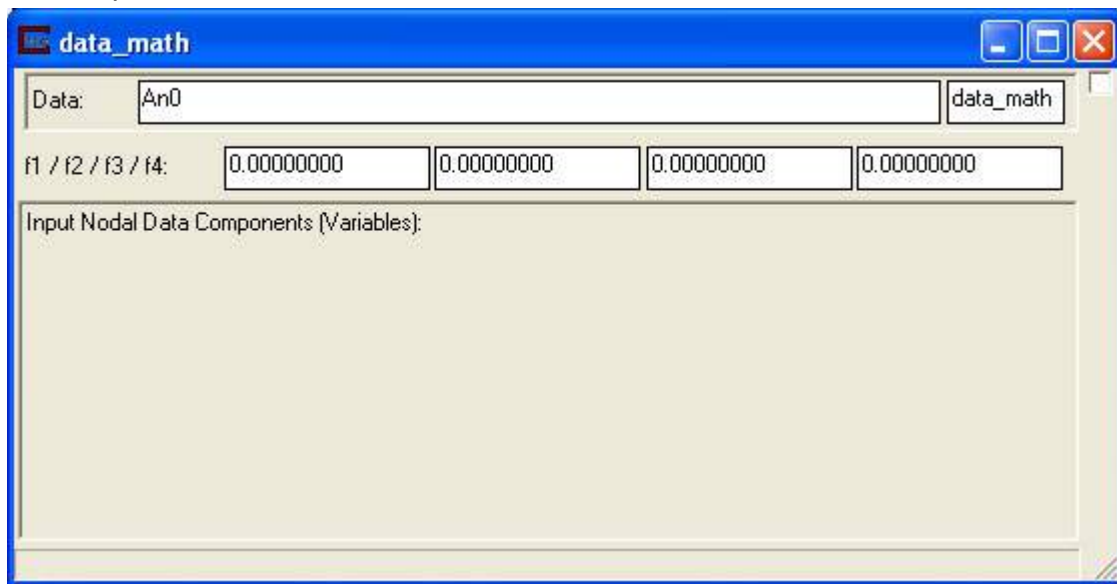 data_math
Data: An0 data_math
f1 / f2 / f3 / f4: 0.00000000 0.00000000 0.00000000 0.00000000
Input Nodal Data Components (Variables):